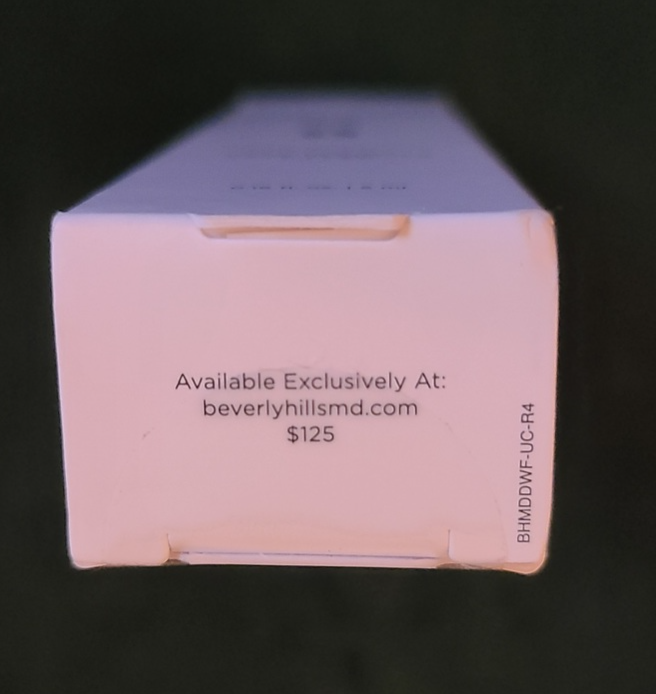 Available Exclusively At:
beverlyhillsmd.com
$125
BHMDDWF-UC-R4